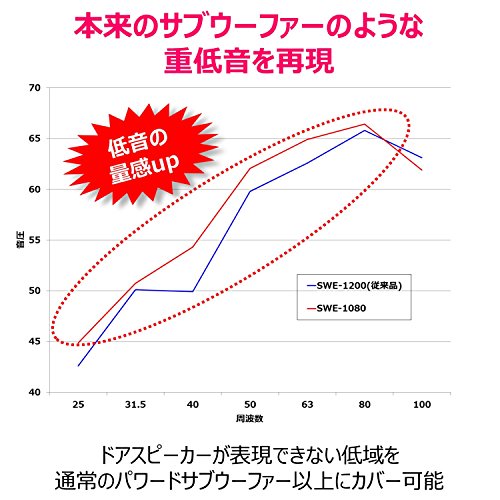 本来のサブウーファーのような
重低音を再現
低音の
量感up
音圧
70
65
60
55
50
45
40
SWE-1200(従来品)
SWE-1080
25 31.5 40 50 63 80 100
周波数
ドアスピーカーが表現できない低域を
通常のパワードサブウーファー以上にカバー可能